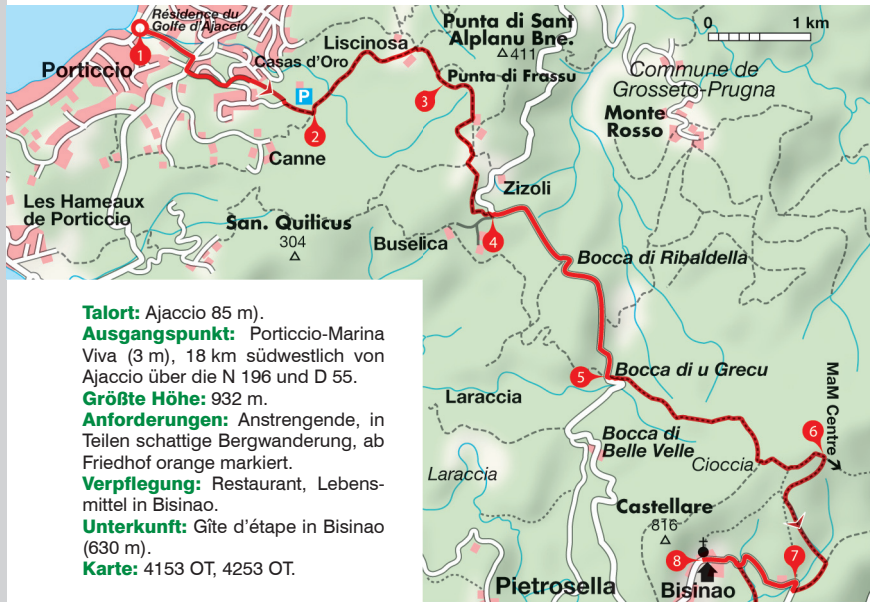 Résidence du
Golfe d'Ajaccio
Porticcio
1
Liscinosa
Casas d'Oro
P
2
Canne
3
Punta di Sant
Alplanu Bne.
411
Punta di Frassu
0 1 km
Commune de
Grosseto-Prugna
Monte
Rosso
Les Hameaux
de Porticcio
San. Quilicus
304
Buselica
Zizoli
4
Bocca di Ribaldella
5
Bocca di u Grecu
Laraccia
Laraccia
Bocca di
Belle Velle
Cioccia
6
MaM Centre
Castellare
816
7
8
Bisinao
Pietrosella
Talort: Ajaccio 85 m).
Ausgangspunkt: Porticcio-Marina
Viva (3 m), 18 km südwestlich von
Ajaccio über die N 196 und D 55.
Größte Höhe: 932 m.
Anforderungen: Anstrengende, in
Teilen schattige Bergwanderung, ab
Friedhof orange markiert.
Verpflegung: Restaurant, Lebens-
mittel in Bisinao.
Unterkunft: Gîte d'étape in Bisinao
(630 m).
Karte: 4153 OT, 4253 OT.